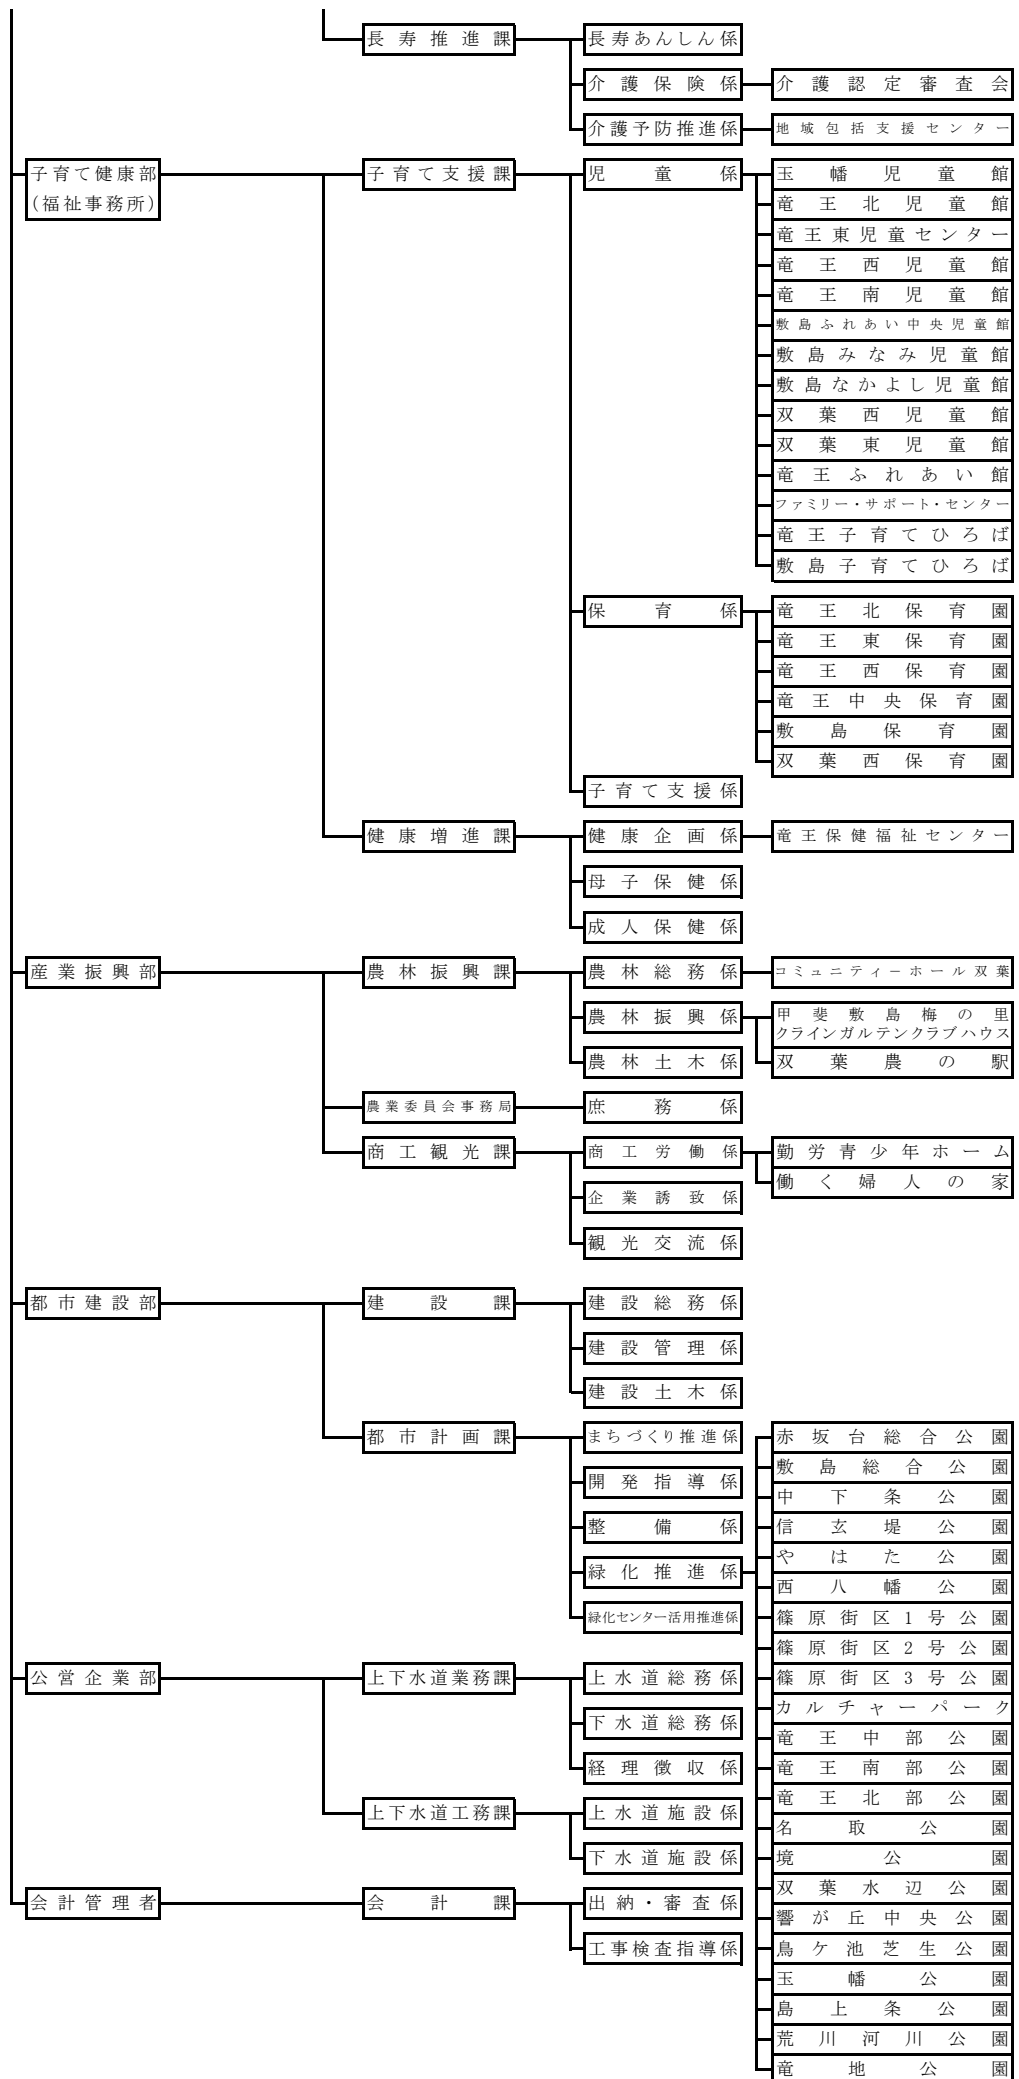 長寿推進課 長寿あんしん係
介護保険係 介護認定審査会
介護予防推進係 地域包括支援センター
子育て健康部 子育て支援課 児童係 玉幡児童館
(福祉事務所) 竜王北児童館
竜王東児童センター
竜王西児童館
竜王南児童館
敷島ふれあい中央児童館
敷島みなみ児童館
敷島なかよし児童館
双葉西児童館
双葉東児童館
竜王ふれあい館
ファミリー・サポート・センター
竜王子育てひろば
敷島子育てひろば
保育係 竜王北保育園
竜王東保育園
竜王西保育園
竜王中央保育園
敷島保育園
双葉西保育園
子育て支援係
健康増進課 健康企画係 竜王保健福祉センター
母子保健係
成人保健係
産業振興部 農林振興課 農林総務係 コミュニティーホール双葉
農林振興係 甲斐敷島梅の里
クラインガルテンクラブハウス
農林土木係 双葉農の駅
農業委員会事務局 庶務係
商工観光課 商工労働係 勤労青少年ホーム
働く婦人の家
企業誘致係
観光交流係
都市建設部 建設課 建設総務係
建設管理係
建設土木係
都市計画課 まちづくり推進係 赤坂台総合公園
敷島総合公園
開発指導係 中下条公園
整備係 信玄堤公園
やはた公園
緑化推進係 西八幡公園
緑化センター活用推進係 篠原街区1号公園
篠原街区2号公園
公営企業部 上下水道業務課 上水道総務係 篠原街区3号公園
カルチャーパーク
下水道総務係 竜王中部公園
経理徴収係 竜王南部公園
竜王北部公園
上下水道工務課 上水道施設係 名取公園
下水道施設係 境公園
双葉水辺公園
会計管理者 会計課 出納・審査係 響が丘中央公園
工事検査指導係 鳥ケ池芝生公園
玉幡公園
島上条公園
荒川河川公園
竜地公園